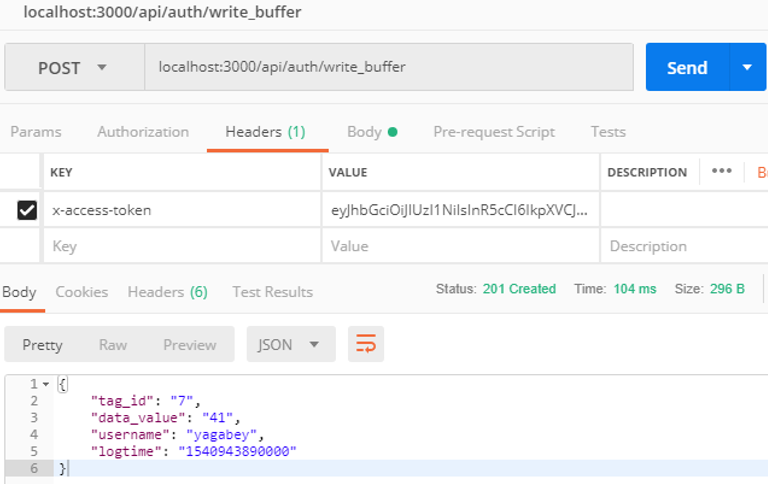 localhost:3000/api/auth/write_buffer
POST localhost:3000/api/auth/write_buffer Send
Params Authorization Headers (1) Body Pre-request Script Tests
KEY VALUE DESCRIPTION ••• B
x-access-token eyJhbGciOiJIUzI1NiIsInR5cCI6IkpXVCJ...
Key Value Description
Body Cookies Headers (6) Test Results Status: 201 Created Time: 104 ms Size: 296 B
Pretty Raw Preview JSON
1 {
2 "tag_id": "7",
3 "data_value": "41",
4 "username": "yagabey",
5 "logtime": "1540943890000"
6 }